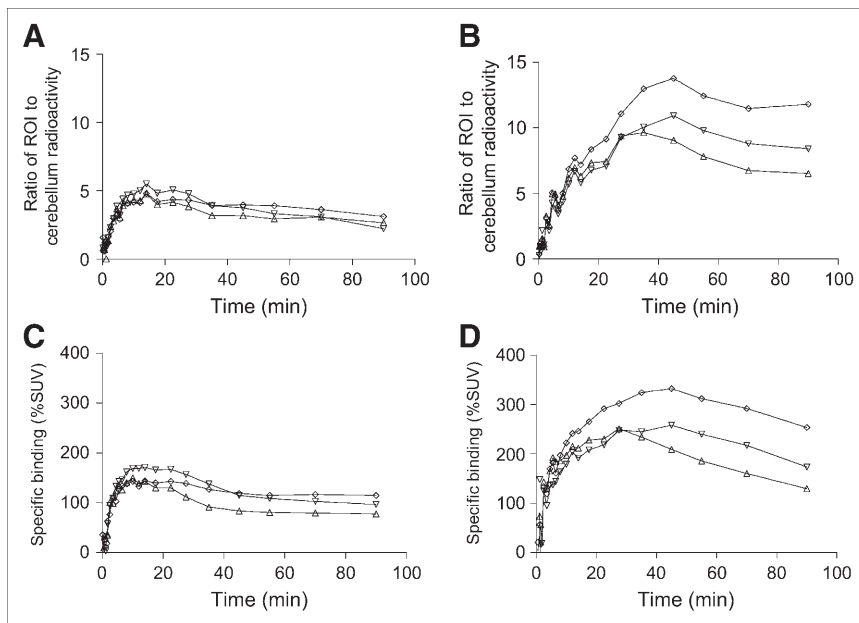 A
15
10
5
0
Ratio of ROI to
cerebellum radioactivity
0 20 40 60 80 100
Time (min)
B
15
10
5
0
Ratio of ROI to
cerebellum radioactivity
0 20 40 60 80 100
Time (min)
C
400
300
200
100
0
Specific binding (%SUV)
0 20 40 60 80 100
Time (min)
D
400
300
200
100
0
Specific binding (%SUV)
0 20 40 60 80 100
Time (min)